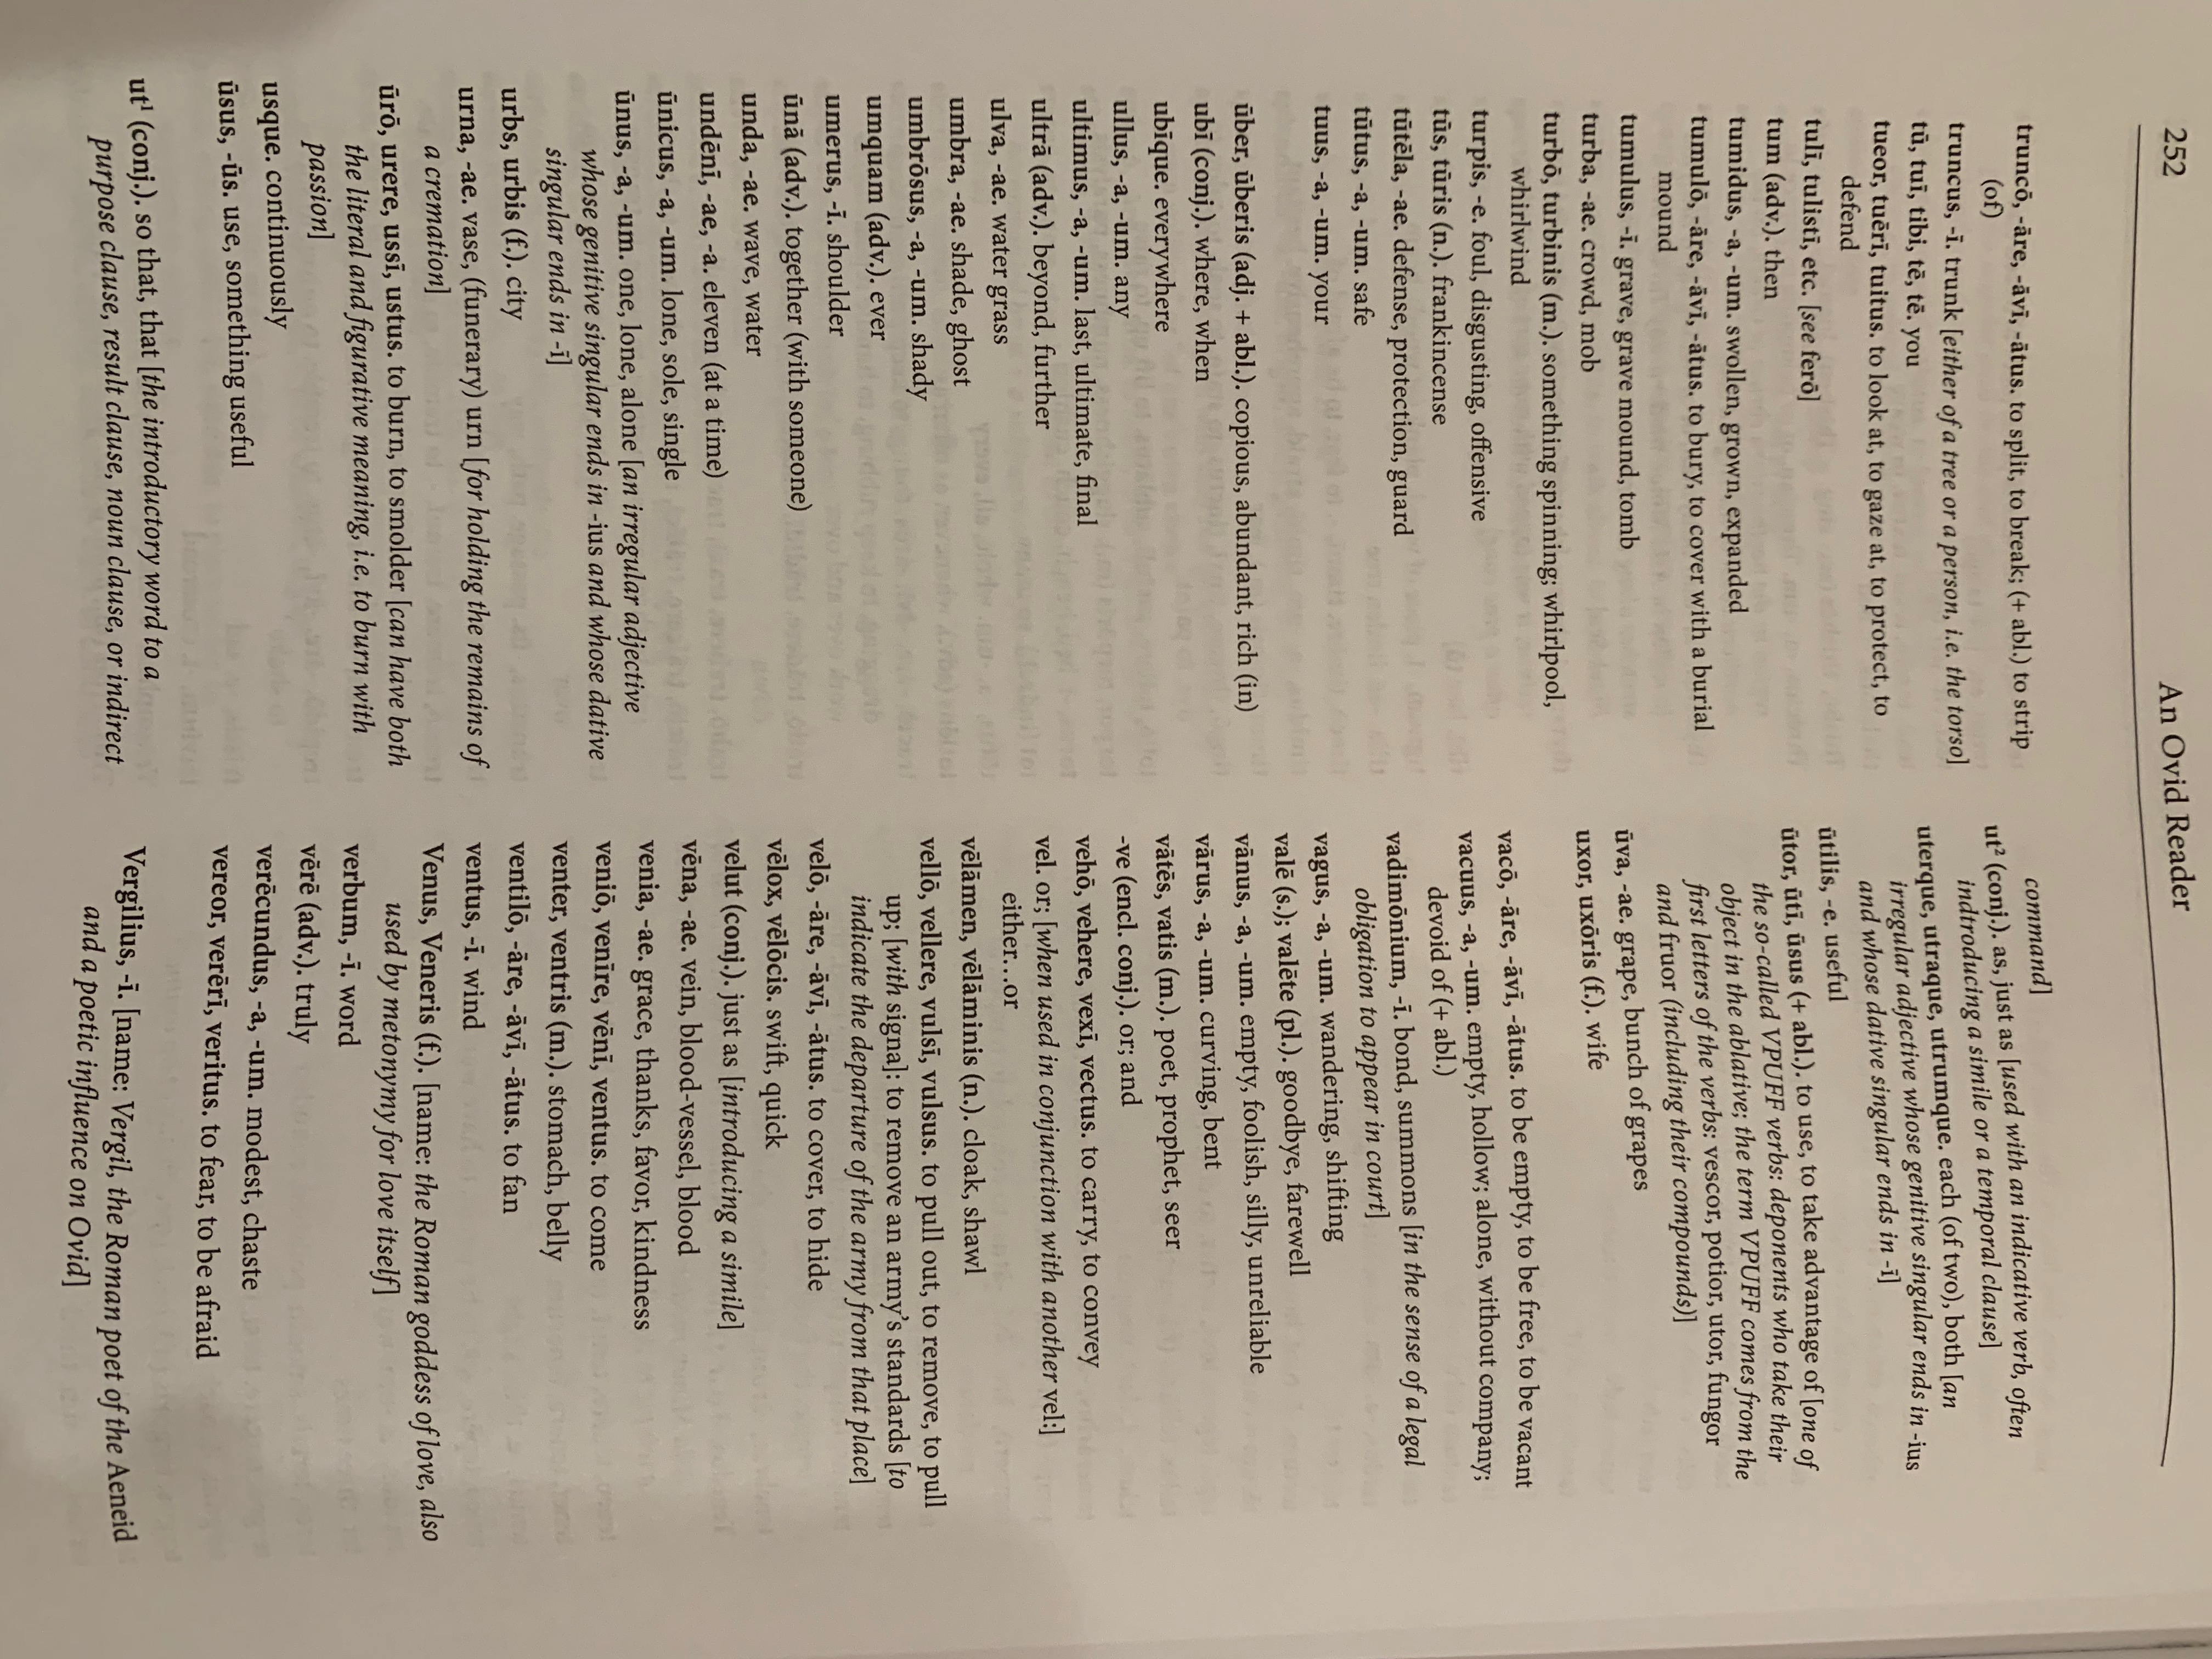 252
An Ovid Reader
truncō, -āre, -āvī, -ātus. to split, to break; (+ abl.) to strip
(of)
truncus, -ī. trunk [either of a tree or a person, i.e. the torso]
tū, tuī, tibi, tē, tē. you
tueor, tuērī, tuitus. to look at, to gaze at, to protect, to
defend
tulī, tulistī, etc. [see ferō]
tum (adv.). then
tumidus, -a, -um. swollen, grown, expanded
tumulō, -āre, -āvī, -ātus. to bury, to cover with a burial
mound
tumulus, -ī. grave, grave mound, tomb
turba, -ae. crowd, mob
turbō, turbinis (m.). something spinning; whirlpool,
whirlwind
turpis, -e. foul, disgusting, offensive
tūs, tūris (n.). frankincense
tūtēla, -ae. defense, protection, guard
tūtus, -a, -um. safe
tuus, -a, -um. your
ūber, ūberis (adj. + abl.). copious, abundant, rich (in)
ubī (conj.). where, when
ubīque. everywhere
ullus, -a, -um. any
ultimus, -a, -um. last, ultimate, final
ultrā (adv.). beyond, further
ulva, -ae. water grass
umbra, -ae. shade, ghost
umbrōsus, -a, -um. shady
umquam (adv.). ever
umerus, -ī. shoulder
ūnā (adv.). together (with someone)
unda, -ae. wave, water
undēnī, -ae, -a. eleven (at a time)
ūnicus, -a, -um. lone, sole, single
ūnus, -a, -um. one, lone, alone [an irregular adjective
whose genitive singular ends in -ius and whose dative
singular ends in -ī]
urbs, urbis (f.). city
urna, -ae. vase, (funerary) urn [for holding the remains of
a cremation]
ūrō, urere, ussī, ustus. to burn, to smolder [can have both
the literal and figurative meaning, i.e. to burn with
passion]
usque. continuously
ūsus, -ūs. use, something useful
ut¹ (conj.). so that, that [the introductory word to a
purpose clause, result clause, noun clause, or indirect
command]
ut² (conj.). as, just as [used with an indicative verb, often
indtroducing a simile or a temporal clause]
uterque, utraque, utrumque. each (of two), both [an
irregular adjective whose genitive singular ends in -ius
and whose dative singular ends in -ī]
ūtilis, -e. useful
ūtor, ūtī, ūsus (+ abl.). to use, to take advantage of [one of
the so-called VPUFF verbs: deponents who take their
object in the ablative; the term VPUFF comes from the
first letters of the verbs: vescor, potior, utor, fungor
and fruor (including their compounds)]
ūva, -ae. grape, bunch of grapes
uxor, uxōris (f.). wife
vacō, -āre, -āvī, -ātus. to be empty, to be free, to be vacant
vacuus, -a, -um. empty, hollow; alone, without company;
devoid of (+ abl.)
vadimōnium, -ī. bond, summons [in the sense of a legal
obligation to appear in court]
vagus, -a, -um. wandering, shifting
valē (s.); valēte (pl.). goodbye, farewell
vānus, -a, -um. empty, foolish, silly, unreliable
vārus, -a, -um. curving, bent
vātēs, vatis (m.). poet, prophet, seer
-ve (encl. conj.). or; and
vehō, vehere, vexī, vectus. to carry, to convey
vel. or; [when used in conjunction with another vel:]
either…or
vēlāmen, vēlāminis (n.). cloak, shawl
vellō, vellere, vulsī, vulsus. to pull out, to remove, to pull
up; [with signa]: to remove an army's standards [to
indicate the departure of the army from that place]
velō, -āre, -āvī, -ātus. to cover, to hide
vēlox, vēlōcis. swift, quick
velut (conj.). just as [introducing a simile]
vēna, -ae. vein, blood-vessel, blood
venia, -ae. grace, thanks, favor, kindness
veniō, venīre, vēnī, ventus. to come
venter, ventris (m.). stomach, belly
ventilō, -āre, -āvī, -ātus. to fan
ventus, -ī. wind
Venus, Veneris (f.). [name: the Roman goddess of love, also
used by metonymy for love itself]
verbum, -ī. word
vērē (adv.). truly
verēcundus, -a, -um. modest, chaste
vereor, verērī, veritus. to fear, to be afraid
Vergilius, -ī. [name: Vergil, the Roman poet of the Aeneid
and a poetic influence on Ovid]